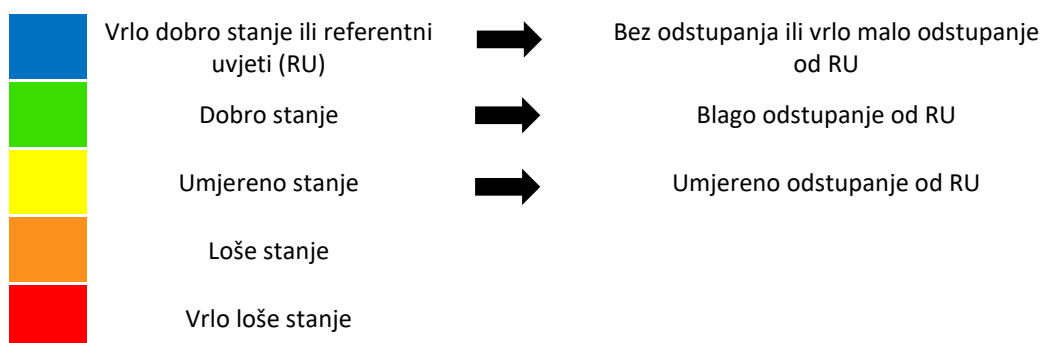 Vrlo dobro stanje ili referentni
uvjeti (RU)
Bez odstupanja ili vrlo malo odstupanje
od RU
Dobro stanje
Blago odstupanje od RU
Umjereno stanje
Umjereno odstupanje od RU
Loše stanje
Vrlo loše stanje